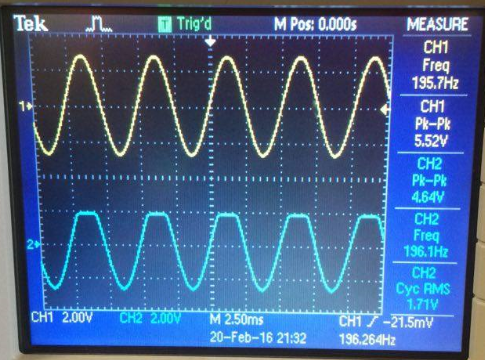 Tek T Trig'd M Pos: 0.000s MEASURE
CH1
Freq
195.7Hz
CH1
Pk-Pk
5.52V
CH2
Pk-Pk
4.64V
CH2
Freq
196.1Hz
CH2
Cyc RMS
1.71V
1
2
CH1 2.00V CH2 2.00V M 2.50ms CH1 -21.5mV
20-Feb-16 21:32 196.264Hz